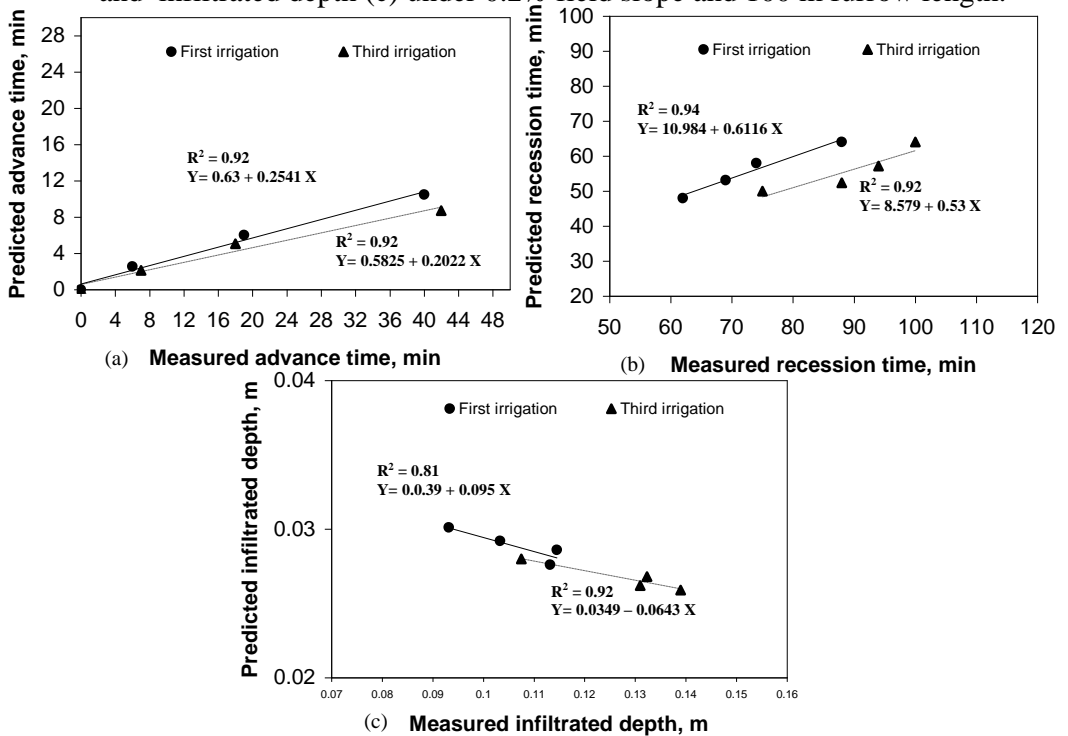 and infiltrated depth (c) under 0.2% field slope and 100 m furrow length.
Predicted advance time, min
28
24
20
16
12
8
4
0
First irrigation
Third irrigation
R² = 0.92
Y= 0.63 + 0.2541 X
R² = 0.92
Y= 0.5825 + 0.2022 X
0 4 8 12 16 20 24 28 32 36 40 44 48
(a) Measured advance time, min
Predicted recession time, min
100
90
80
70
60
50
40
30
20
First irrigation
Third irrigation
R² = 0.94
Y= 10.984 + 0.6116 X
R² = 0.92
Y= 8.579 + 0.53 X
50 60 70 80 90 100 110 120
(b) Measured recession time, min
Predicted infiltrated depth, m
0.04
0.03
0.02
First irrigation
Third irrigation
R² = 0.81
Y= 0.0.39 + 0.095 X
R² = 0.92
Y= 0.0349 – 0.0643 X
0.07 0.08 0.09 0.1 0.11 0.12 0.13 0.14 0.15 0.16
(c) Measured infiltrated depth, m